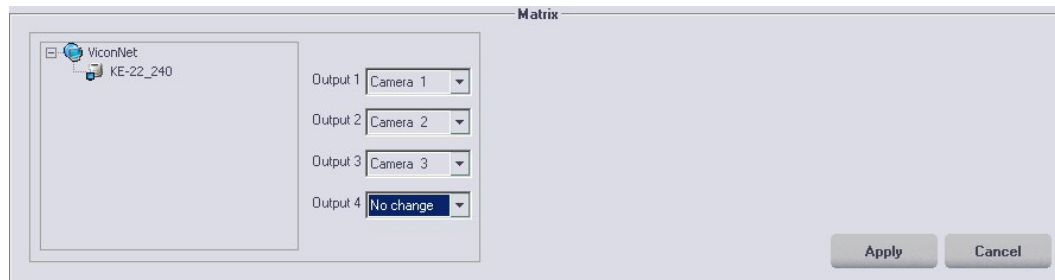 Matrix
ViconNet
KE-22_240
Output 1 Camera 1
Output 2 Camera 2
Output 3 Camera 3
Output 4 No change
Apply Cancel